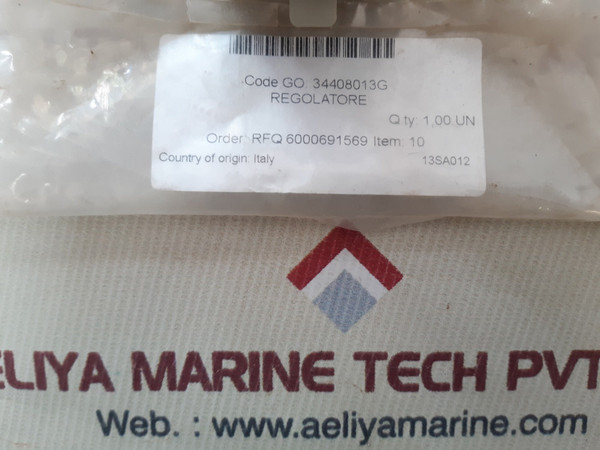 Code GO 34408013G
REGOLATORE
Q.ty: 1,00 UN
Order: RFQ 6000691569 Item: 10
Country of origin: Italy 13SA012
ELIYA MARINE TECH PVT
Web. : www.aeliyamarine.com